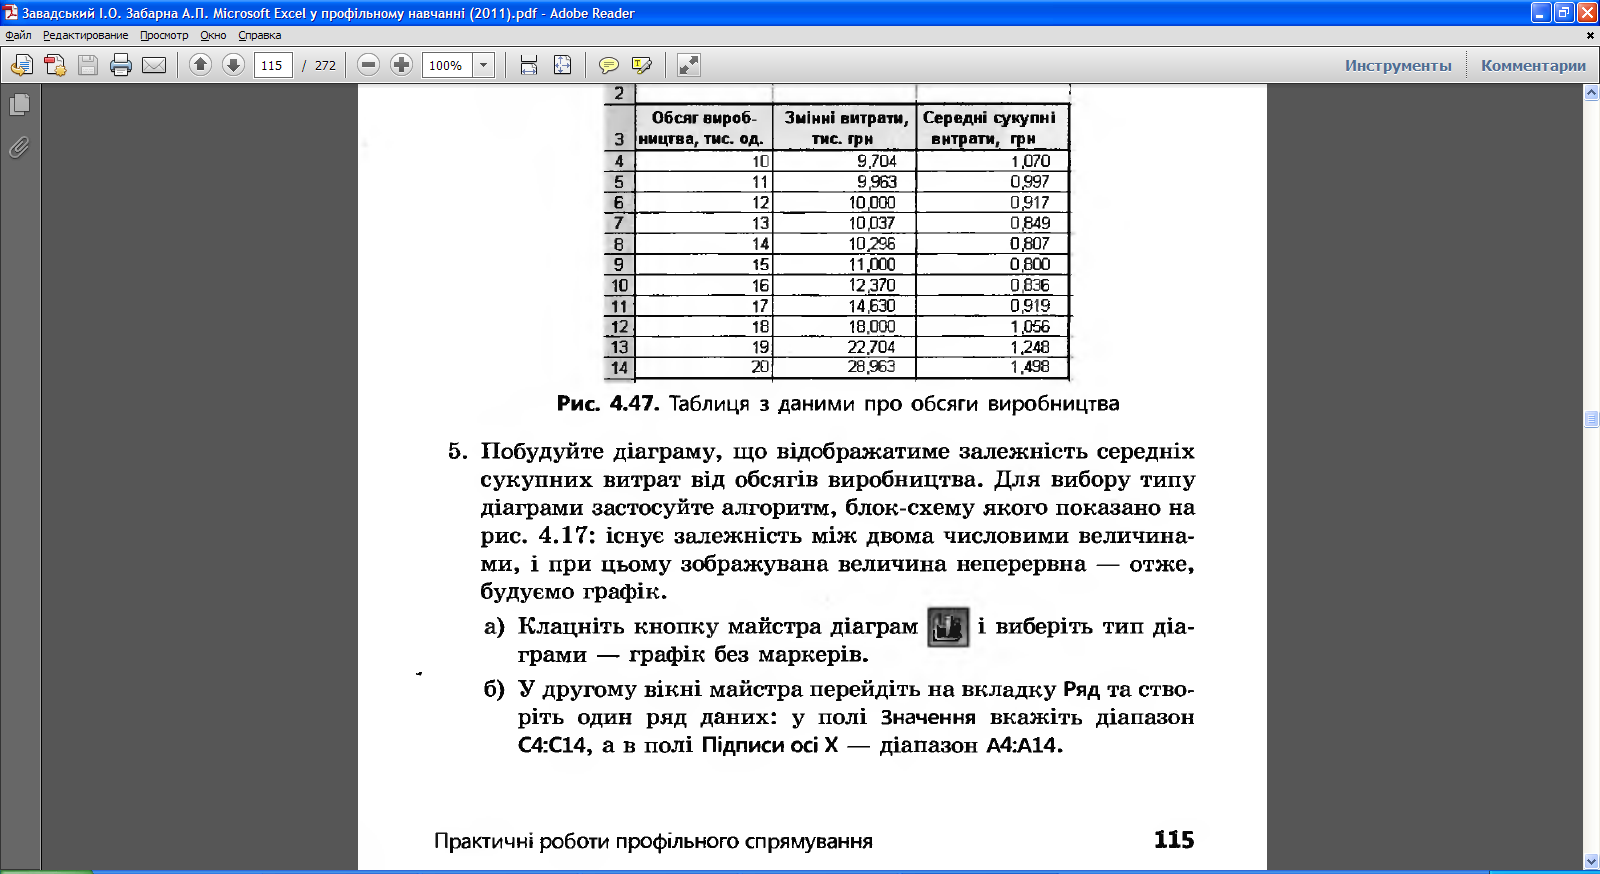 Завадський І.О. Забарна А.П. Microsoft Excel у профільному навчанні (2011).pdf - Adobe Reader
Файл Редактирование Просмотр Окно Справка
115 / 272 100% Инструменты Комментарии
2
3 Обсяг вироб- Змінні витрати, Середні сукупні
ництва, тис. од. тис. грн витрати, грн
4 10 9,704 1,070
5 11 9,963 0,997
6 12 10,000 0,917
7 13 10,037 0,849
8 14 10,296 0,807
9 15 11,000 0,800
10 16 12,370 0,836
11 17 14,630 0,919
12 18 18,000 1,056
13 19 22,704 1,248
14 20 28,963 1,498
Рис. 4.47. Таблиця з даними про обсяги виробництва
5. Побудуйте діаграму, що відображатиме залежність середніх
сукупних витрат від обсягів виробництва. Для вибору типу
діаграми застосуйте алгоритм, блок-схему якого показано на
рис. 4.17: існує залежність між двома числовими величина-
ми, і при цьому зображувана величина неперервна — отже,
будуємо графік.
а) Клацніть кнопку майстра діаграм і виберіть тип діа-
грами — графік без маркерів.
б) У другому вікні майстра перейдіть на вкладку Ряд та ство-
ріть один ряд даних: у полі Значення вкажіть діапазон
C4:C14, а в полі Підписи осі X — діапазон A4:A14.
Практичні роботи профільного спрямування 115